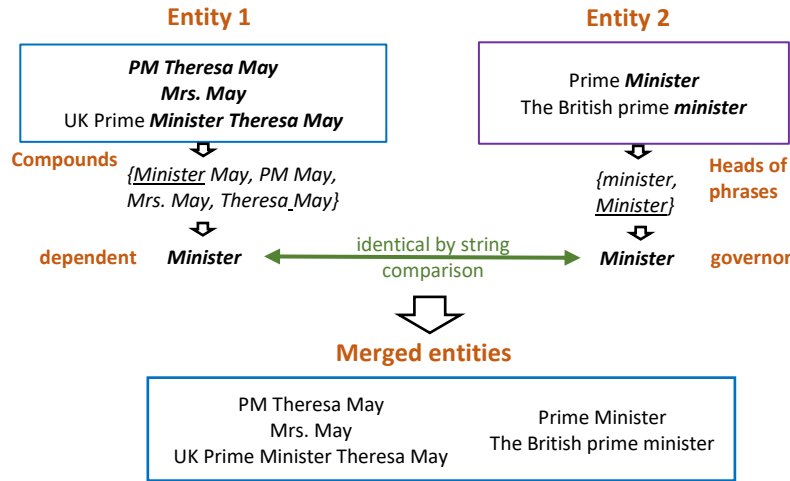 Entity 1
Entity 2
PM Theresa May
Mrs. May
UK Prime Minister Theresa May
Prime Minister
The British prime minister
Compounds
{Minister May, PM May,
Mrs. May, Theresa May}
{minister,
Minister}
Heads of
phrases
dependent
Minister
identical by string
comparison
Minister
governor
Merged entities
PM Theresa May
Mrs. May
UK Prime Minister Theresa May
Prime Minister
The British prime minister